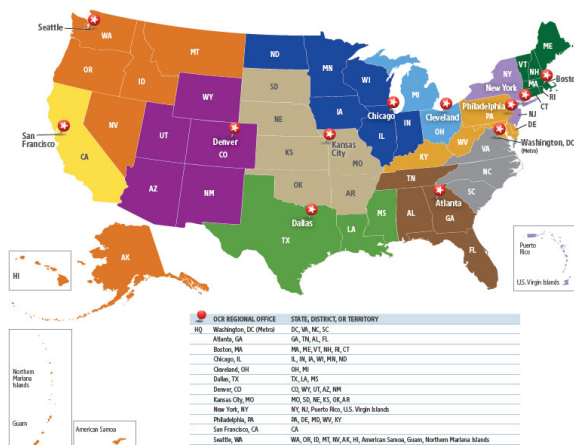 Seattle
WA
MT
OR
ID
ND
MN
WI
MI
SD
WY
NE
IA
IL
IN
OH
Chicago
Cleveland
NY
New York
VT
NH
ME
MA
Boston
RI
CT
Philadelphia
PA
NJ
DE
Washington, DC
(Metro)
San
Francisco
CA
NV
UT
Denver
CO
KS
Kansas
City
MO
KY
WV
VA
NC
SC
TN
AZ
NM
OK
AR
Dallas
TX
LA
MS
AL
GA
Atlanta
FL
HI
AK
Puerto
Rico
U.S. Virgin Islands
Northern
Mariana
Islands
Guam
American Samoa
OCR REGIONAL OFFICE STATE, DISTRICT, OR TERRITORY
HQ Washington, DC (Metro) DC, VA, NC, SC
Atlanta, GA GA, TN, AL, FL
Boston, MA MA, ME, VT, NH, RI, CT
Chicago, IL IL, IN, IA, WI, MN, ND
Cleveland, OH OH, MI
Dallas, TX TX, LA, MS
Denver, CO CO, WY, UT, AZ, NM
Kansas City, MO MO, SD, NE, KS, OK, AR
New York, NY NY, NJ, Puerto Rico, U.S. Virgin Islands
Philadelphia, PA PA, DE, MD, WV, KY
San Francisco, CA CA
Seattle, WA WA, OR, ID, MT, NV, AK, HI, American Samoa, Guam, Northern Mariana Islands